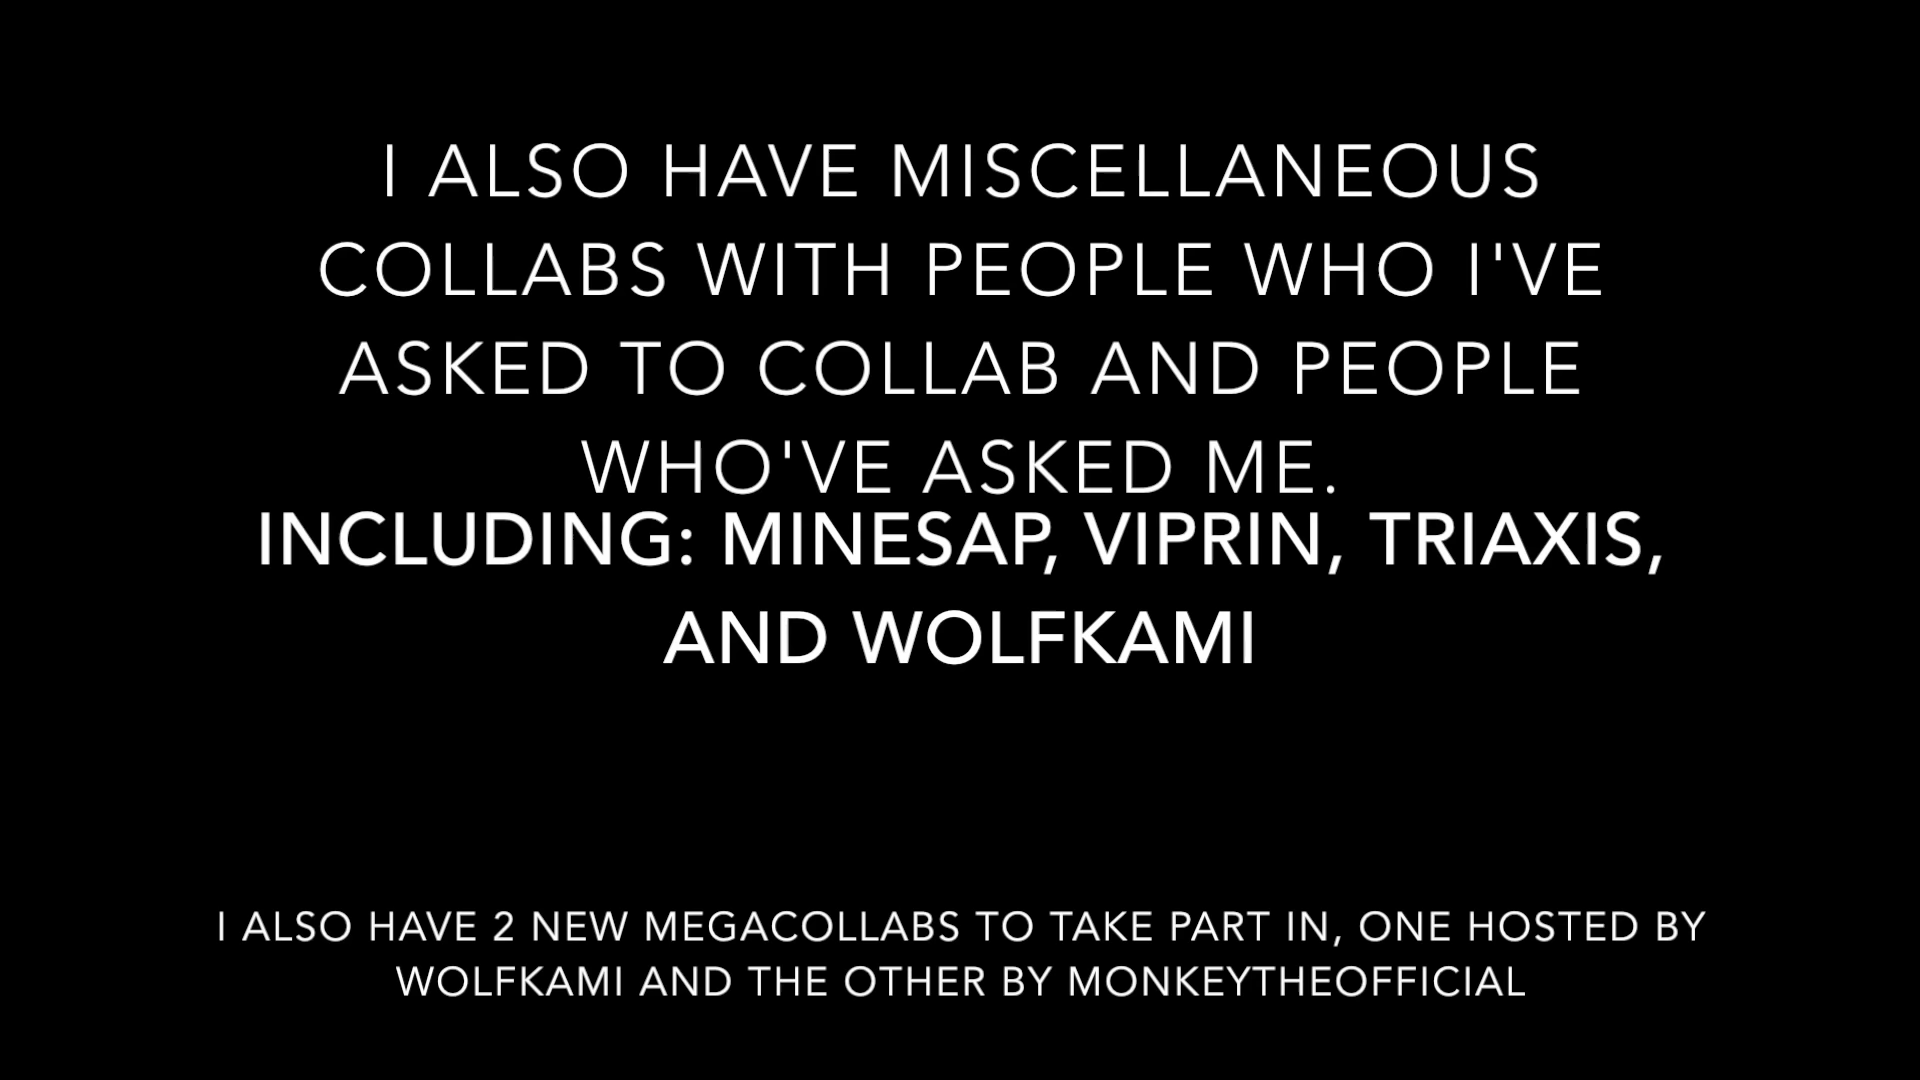 I ALSO HAVE MISCELLANEOUS
COLLABS WITH PEOPLE WHO I'VE
ASKED TO COLLAB AND PEOPLE
WHO'VE ASKED ME.
INCLUDING: MINESAP, VIPRIN, TRIAXIS,
AND WOLFKAMI
I ALSO HAVE 2 NEW MEGACOLLABS TO TAKE PART IN, ONE HOSTED BY
WOLFKAMI AND THE OTHER BY MONKEYTHEOFFICIAL